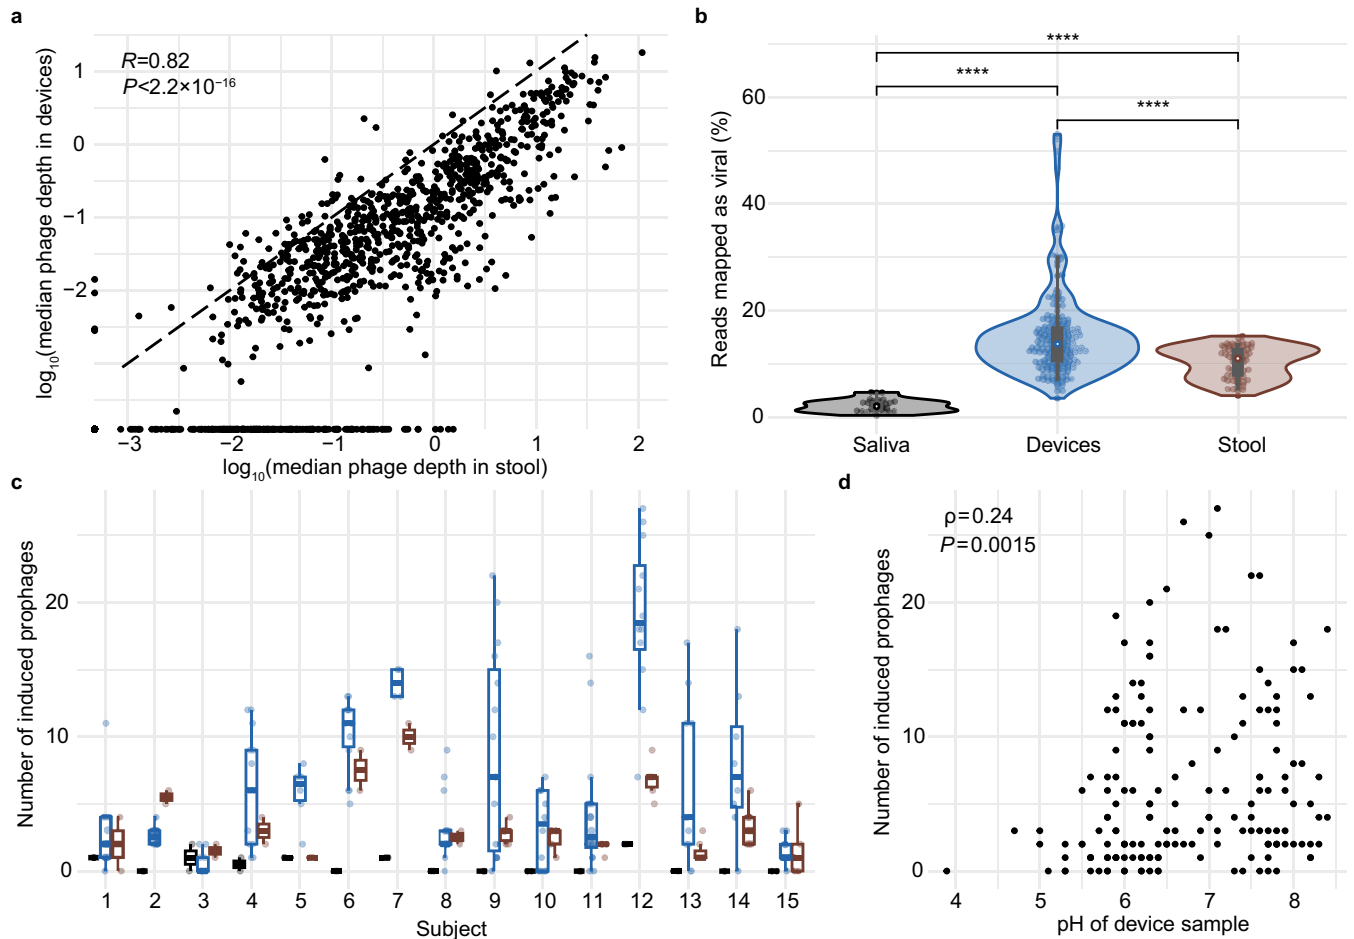 a
R=0.82
P<2.2×10⁻¹⁶
log₁₀(median phage depth in devices)
1
0
−1
−2
−3 −2 −1 0 1 2
log₁₀(median phage depth in stool)
b
****
****
****
Reads mapped as viral (%)
60
40
20
0
Saliva Devices Stool
c
Number of induced prophages
20
10
0
1 2 3 4 5 6 7 8 9 10 11 12 13 14 15
Subject
d
ρ=0.24
P=0.0015
Number of induced prophages
20
10
0
4 5 6 7 8
pH of device sample